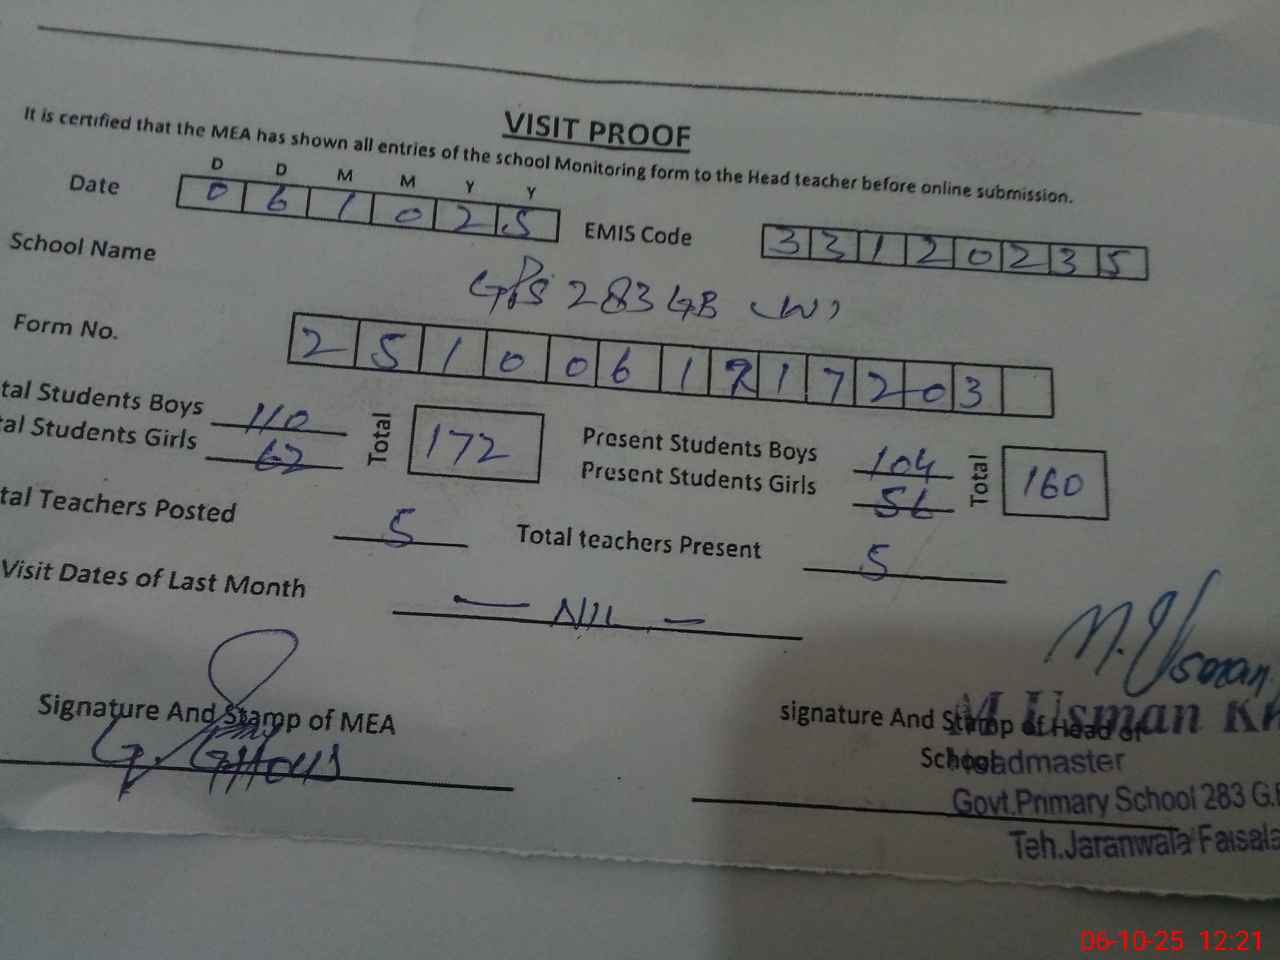 VISIT PROOF
It is certified that the MEA has shown all entries of the school Monitoring form to the Head teacher before online submission.
D D M M Y Y
Date 0 6 1 0 2 5 EMIS Code 3 3 1 2 0 2 3 5
School Name GPS 283 GB (W)
Form No. 2 5 1 0 0 6 1 2 1 7 2 0 3
tal Students Boys 110 Total 172 Present Students Boys 104 Total 160
tal Students Girls 62 Present Students Girls 56
tal Teachers Posted 5 Total teachers Present 5
Visit Dates of Last Month — NIL —
M. Usman
Signature And Stamp of MEA signature And Stamp of Head of
School
M Usman Kh
Headmaster
Govt.Primary School 283 G.B
Teh.Jaranwala Faisala
06-10-25 12:21